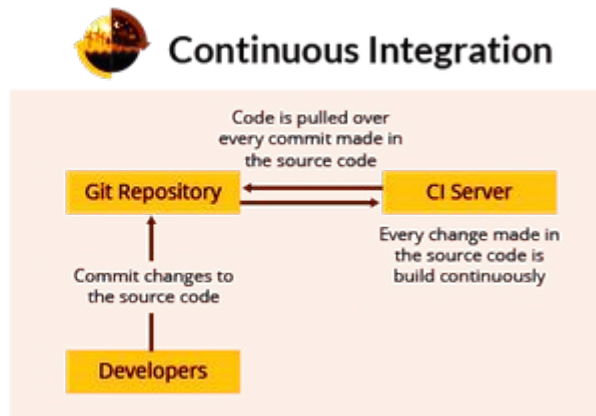 Continuous Integration
Code is pulled over
every commit made in
the source code
Git Repository
CI Server
Every change made in
the source code is
build continuously
Commit changes to
the source code
Developers